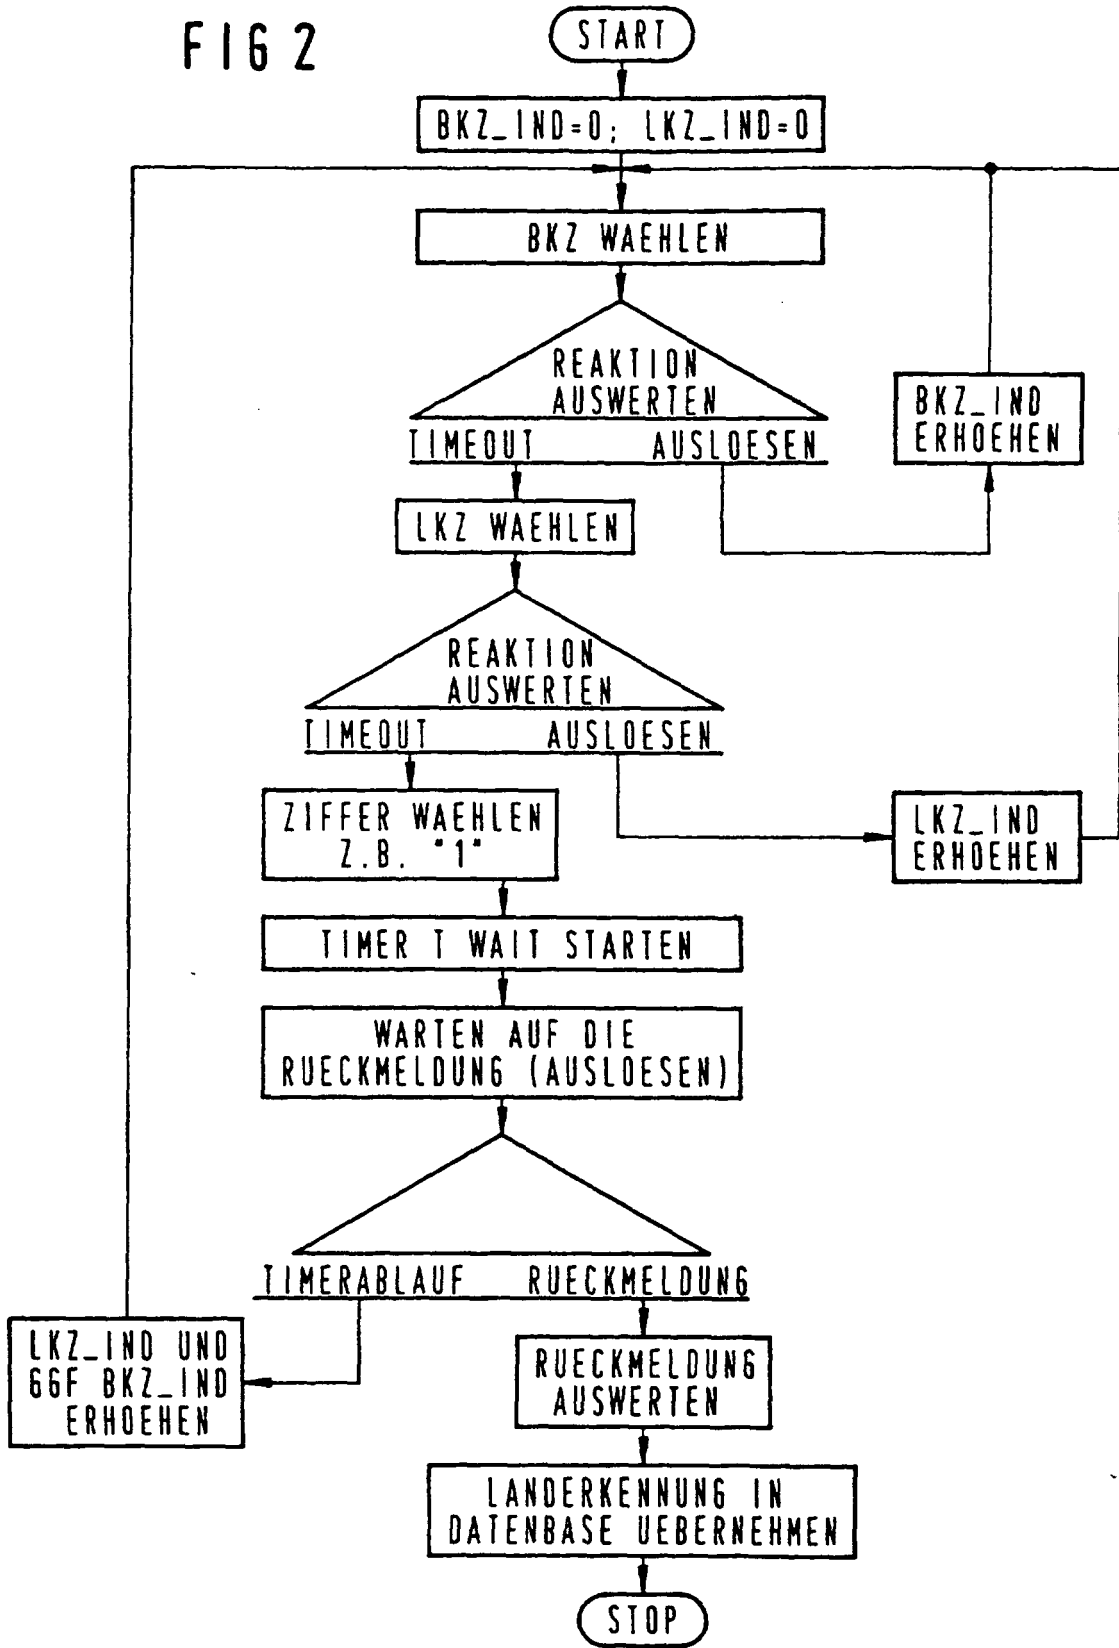 FIG 2
START
BKZ_IND=0; LKZ_IND=0
BKZ WAEHLEN
REAKTION
AUSWERTEN
TIMEOUT AUSLOESEN
BKZ_IND
ERHOEHEN
LKZ WAEHLEN
REAKTION
AUSWERTEN
TIMEOUT AUSLOESEN
ZIFFER WAEHLEN
Z.B. "1"
LKZ_IND
ERHOEHEN
TIMER T WAIT STARTEN
WARTEN AUF DIE
RUECKMELDUNG (AUSLOESEN)
TIMERABLAUF RUECKMELDUNG
LKZ_IND UND
GGF BKZ_IND
ERHOEHEN
RUECKMELDUNG
AUSWERTEN
LANDERKENNUNG IN
DATENBASE UEBERNEHMEN
STOP